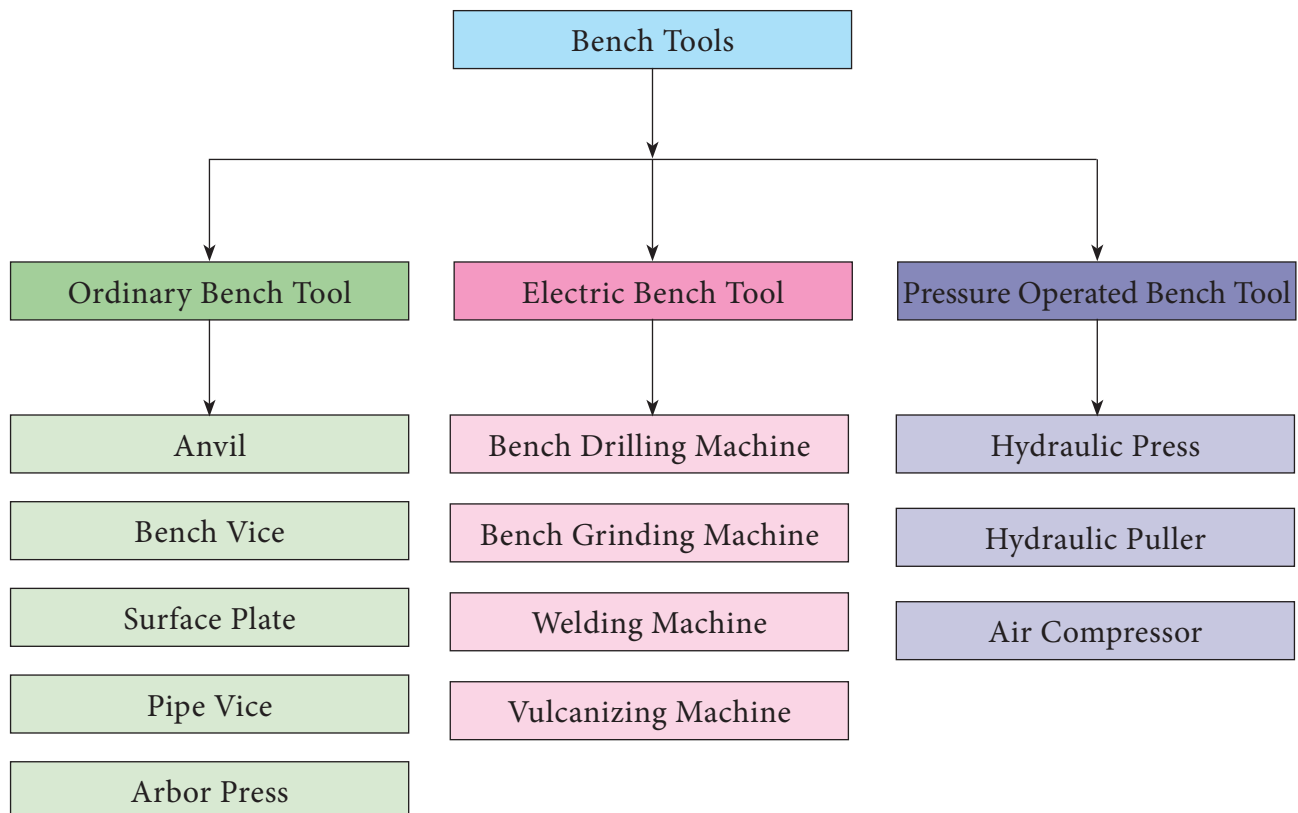 Bench Tools
Ordinary Bench Tool
Electric Bench Tool
Pressure Operated Bench Tool
Anvil
Bench Vice
Surface Plate
Pipe Vice
Arbor Press
Bench Drilling Machine
Bench Grinding Machine
Welding Machine
Vulcanizing Machine
Hydraulic Press
Hydraulic Puller
Air Compressor